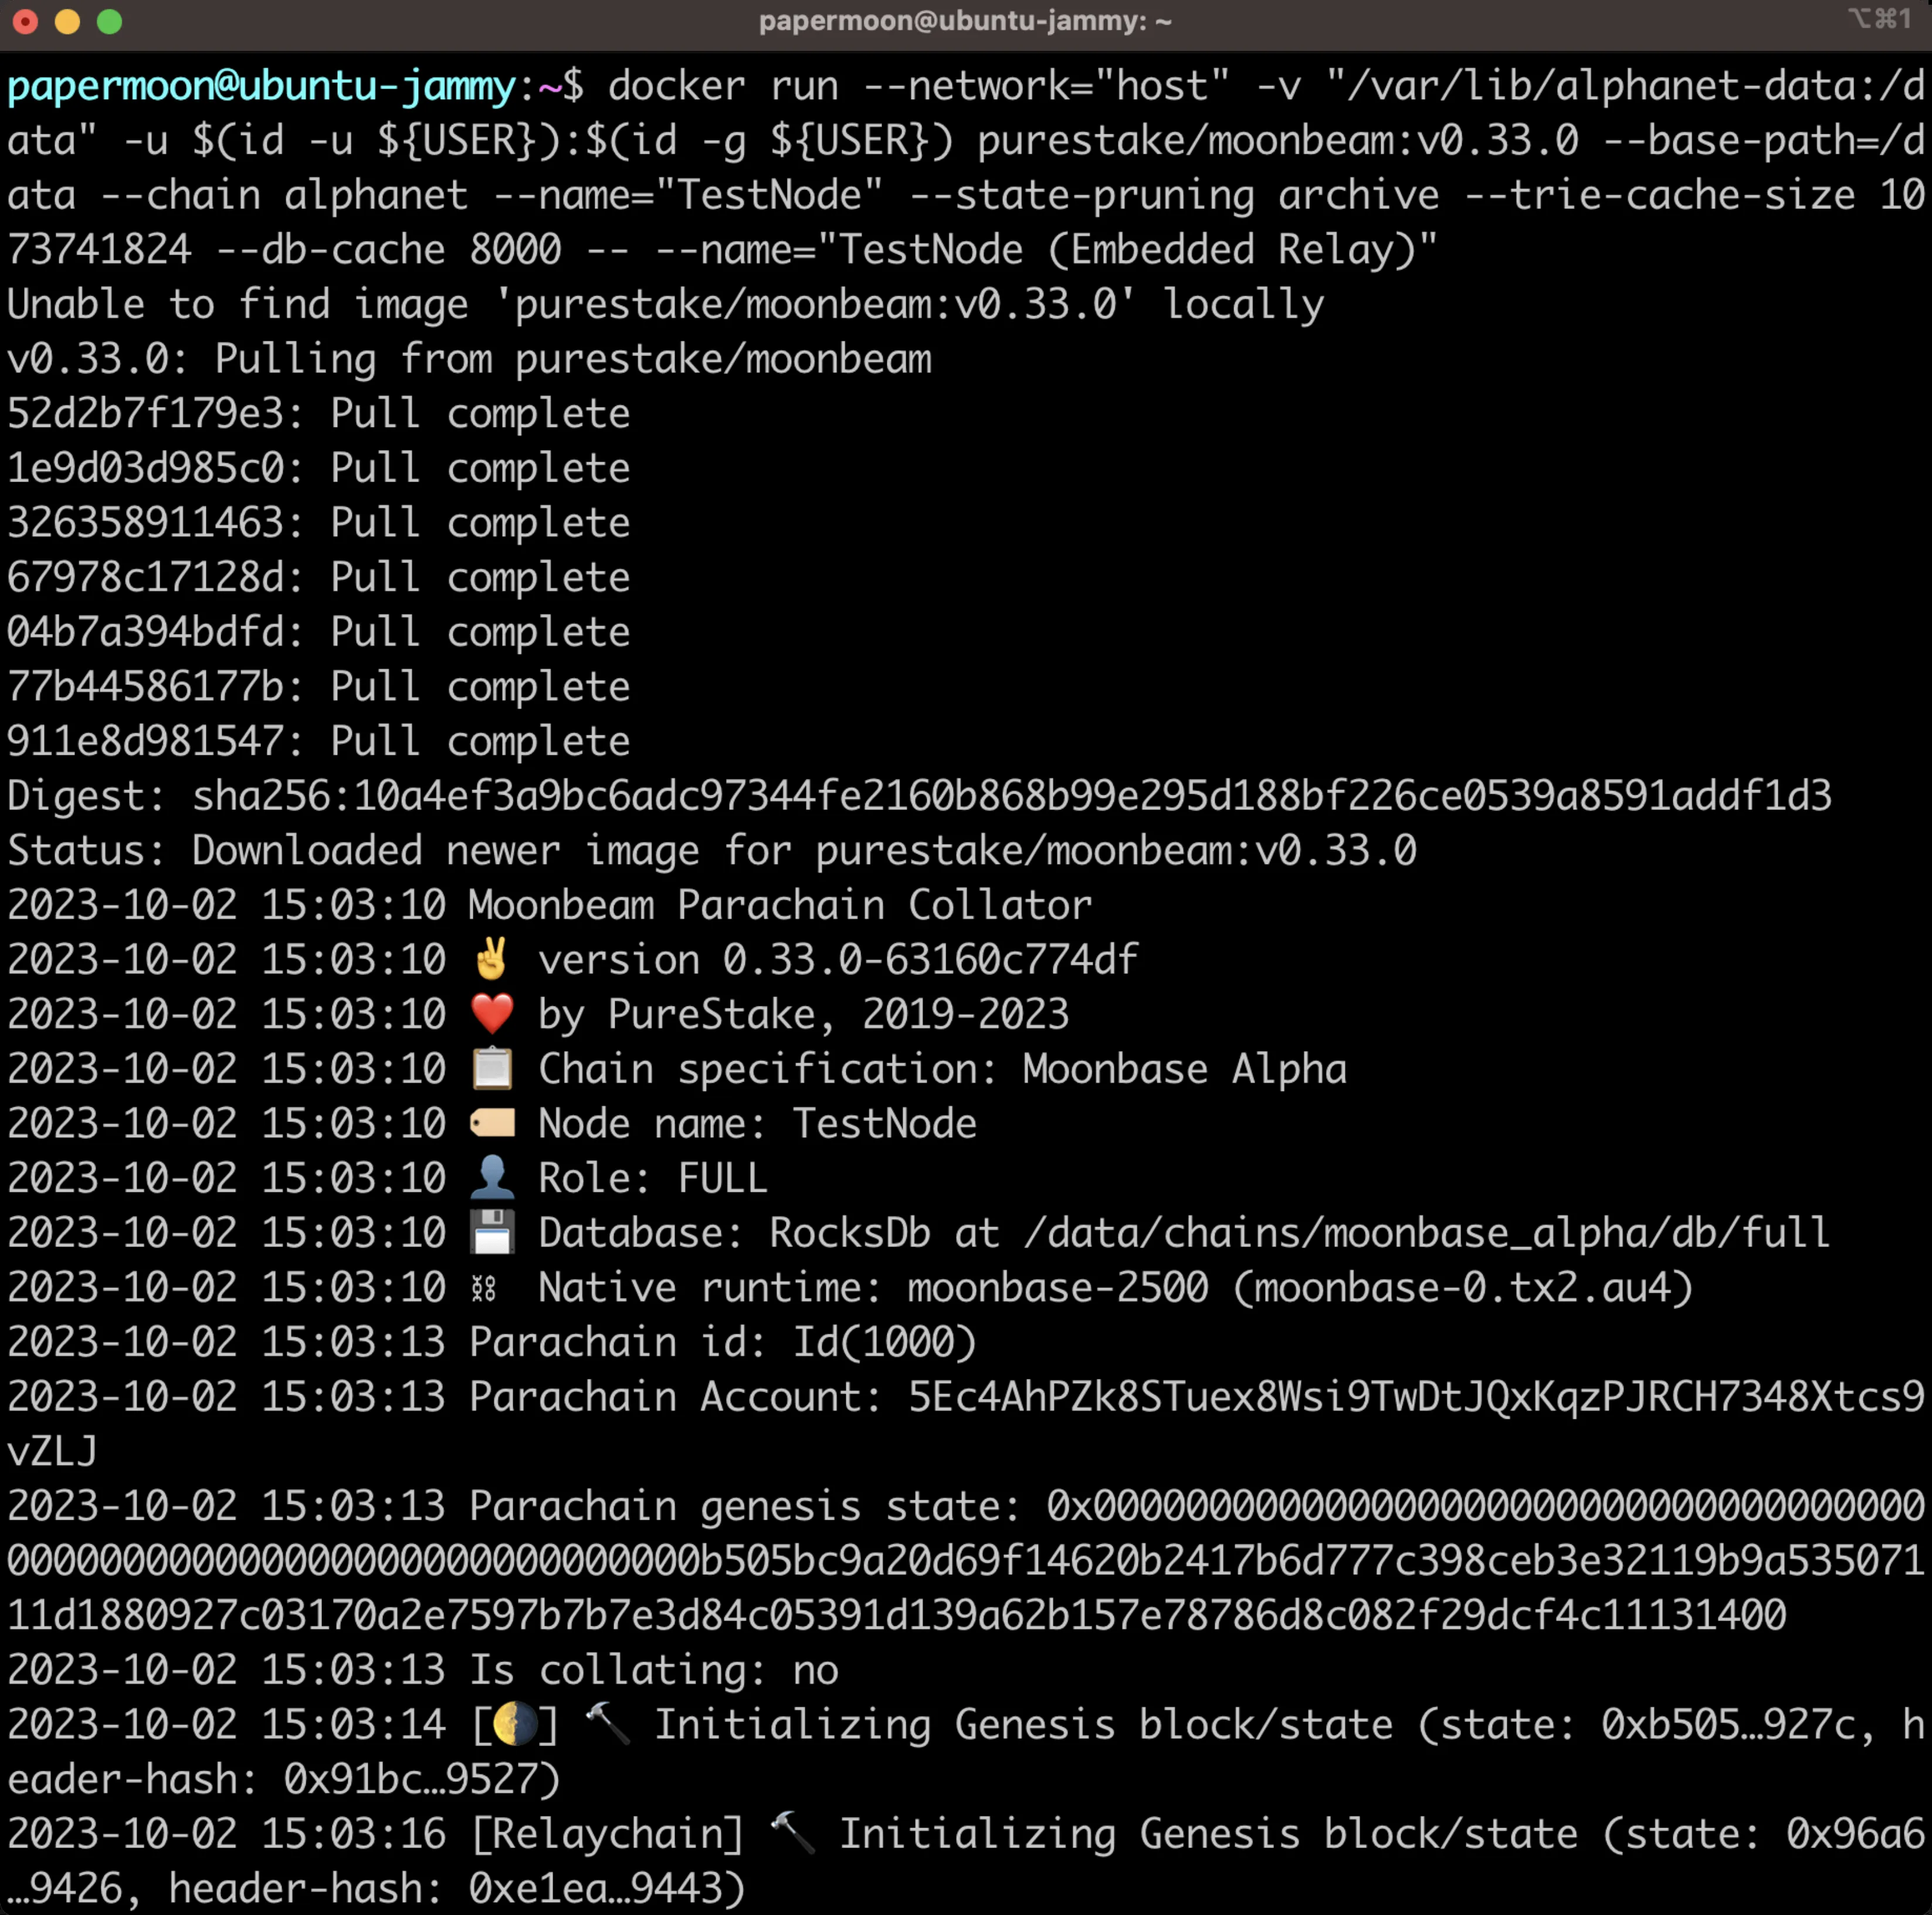 papermoon@ubuntu-jammy: ~
⌥⌘1
papermoon@ubuntu-jammy:~$ docker run --network="host" -v "/var/lib/alphanet-data:/d
ata" -u $(id -u ${USER}):$(id -g ${USER}) purestake/moonbeam:v0.33.0 --base-path=/d
ata --chain alphanet --name="TestNode" --state-pruning archive --trie-cache-size 10
73741824 --db-cache 8000 -- --name="TestNode (Embedded Relay)"
Unable to find image 'purestake/moonbeam:v0.33.0' locally
v0.33.0: Pulling from purestake/moonbeam
52d2b7f179e3: Pull complete
1e9d03d985c0: Pull complete
326358911463: Pull complete
67978c17128d: Pull complete
04b7a394bdfd: Pull complete
77b44586177b: Pull complete
911e8d981547: Pull complete
Digest: sha256:10a4ef3a9bc6adc97344fe2160b868b99e295d188bf226ce0539a8591addf1d3
Status: Downloaded newer image for purestake/moonbeam:v0.33.0
2023-10-02 15:03:10 Moonbeam Parachain Collator
2023-10-02 15:03:10 ✌️ version 0.33.0-63160c774df
2023-10-02 15:03:10 ❤️ by PureStake, 2019-2023
2023-10-02 15:03:10 📋 Chain specification: Moonbase Alpha
2023-10-02 15:03:10 🏷 Node name: TestNode
2023-10-02 15:03:10 👤 Role: FULL
2023-10-02 15:03:10 💾 Database: RocksDb at /data/chains/moonbase_alpha/db/full
2023-10-02 15:03:10 ⛓ Native runtime: moonbase-2500 (moonbase-0.tx2.au4)
2023-10-02 15:03:13 Parachain id: Id(1000)
2023-10-02 15:03:13 Parachain Account: 5Ec4AhPZk8STuex8Wsi9TwDtJQxKqzPJRCH7348Xtcs9
vZLJ
2023-10-02 15:03:13 Parachain genesis state: 0x000000000000000000000000000000000000
000000000000000000000000000000b505bc9a20d69f14620b2417b6d777c398ceb3e32119b9a535071
11d1880927c03170a2e7597b7b7e3d84c05391d139a62b157e78786d8c082f29dcf4c11131400
2023-10-02 15:03:13 Is collating: no
2023-10-02 15:03:14 [🌗] 🔨 Initializing Genesis block/state (state: 0xb505…927c, h
eader-hash: 0x91bc…9527)
2023-10-02 15:03:16 [Relaychain] 🔨 Initializing Genesis block/state (state: 0x96a6
…9426, header-hash: 0xe1ea…9443)